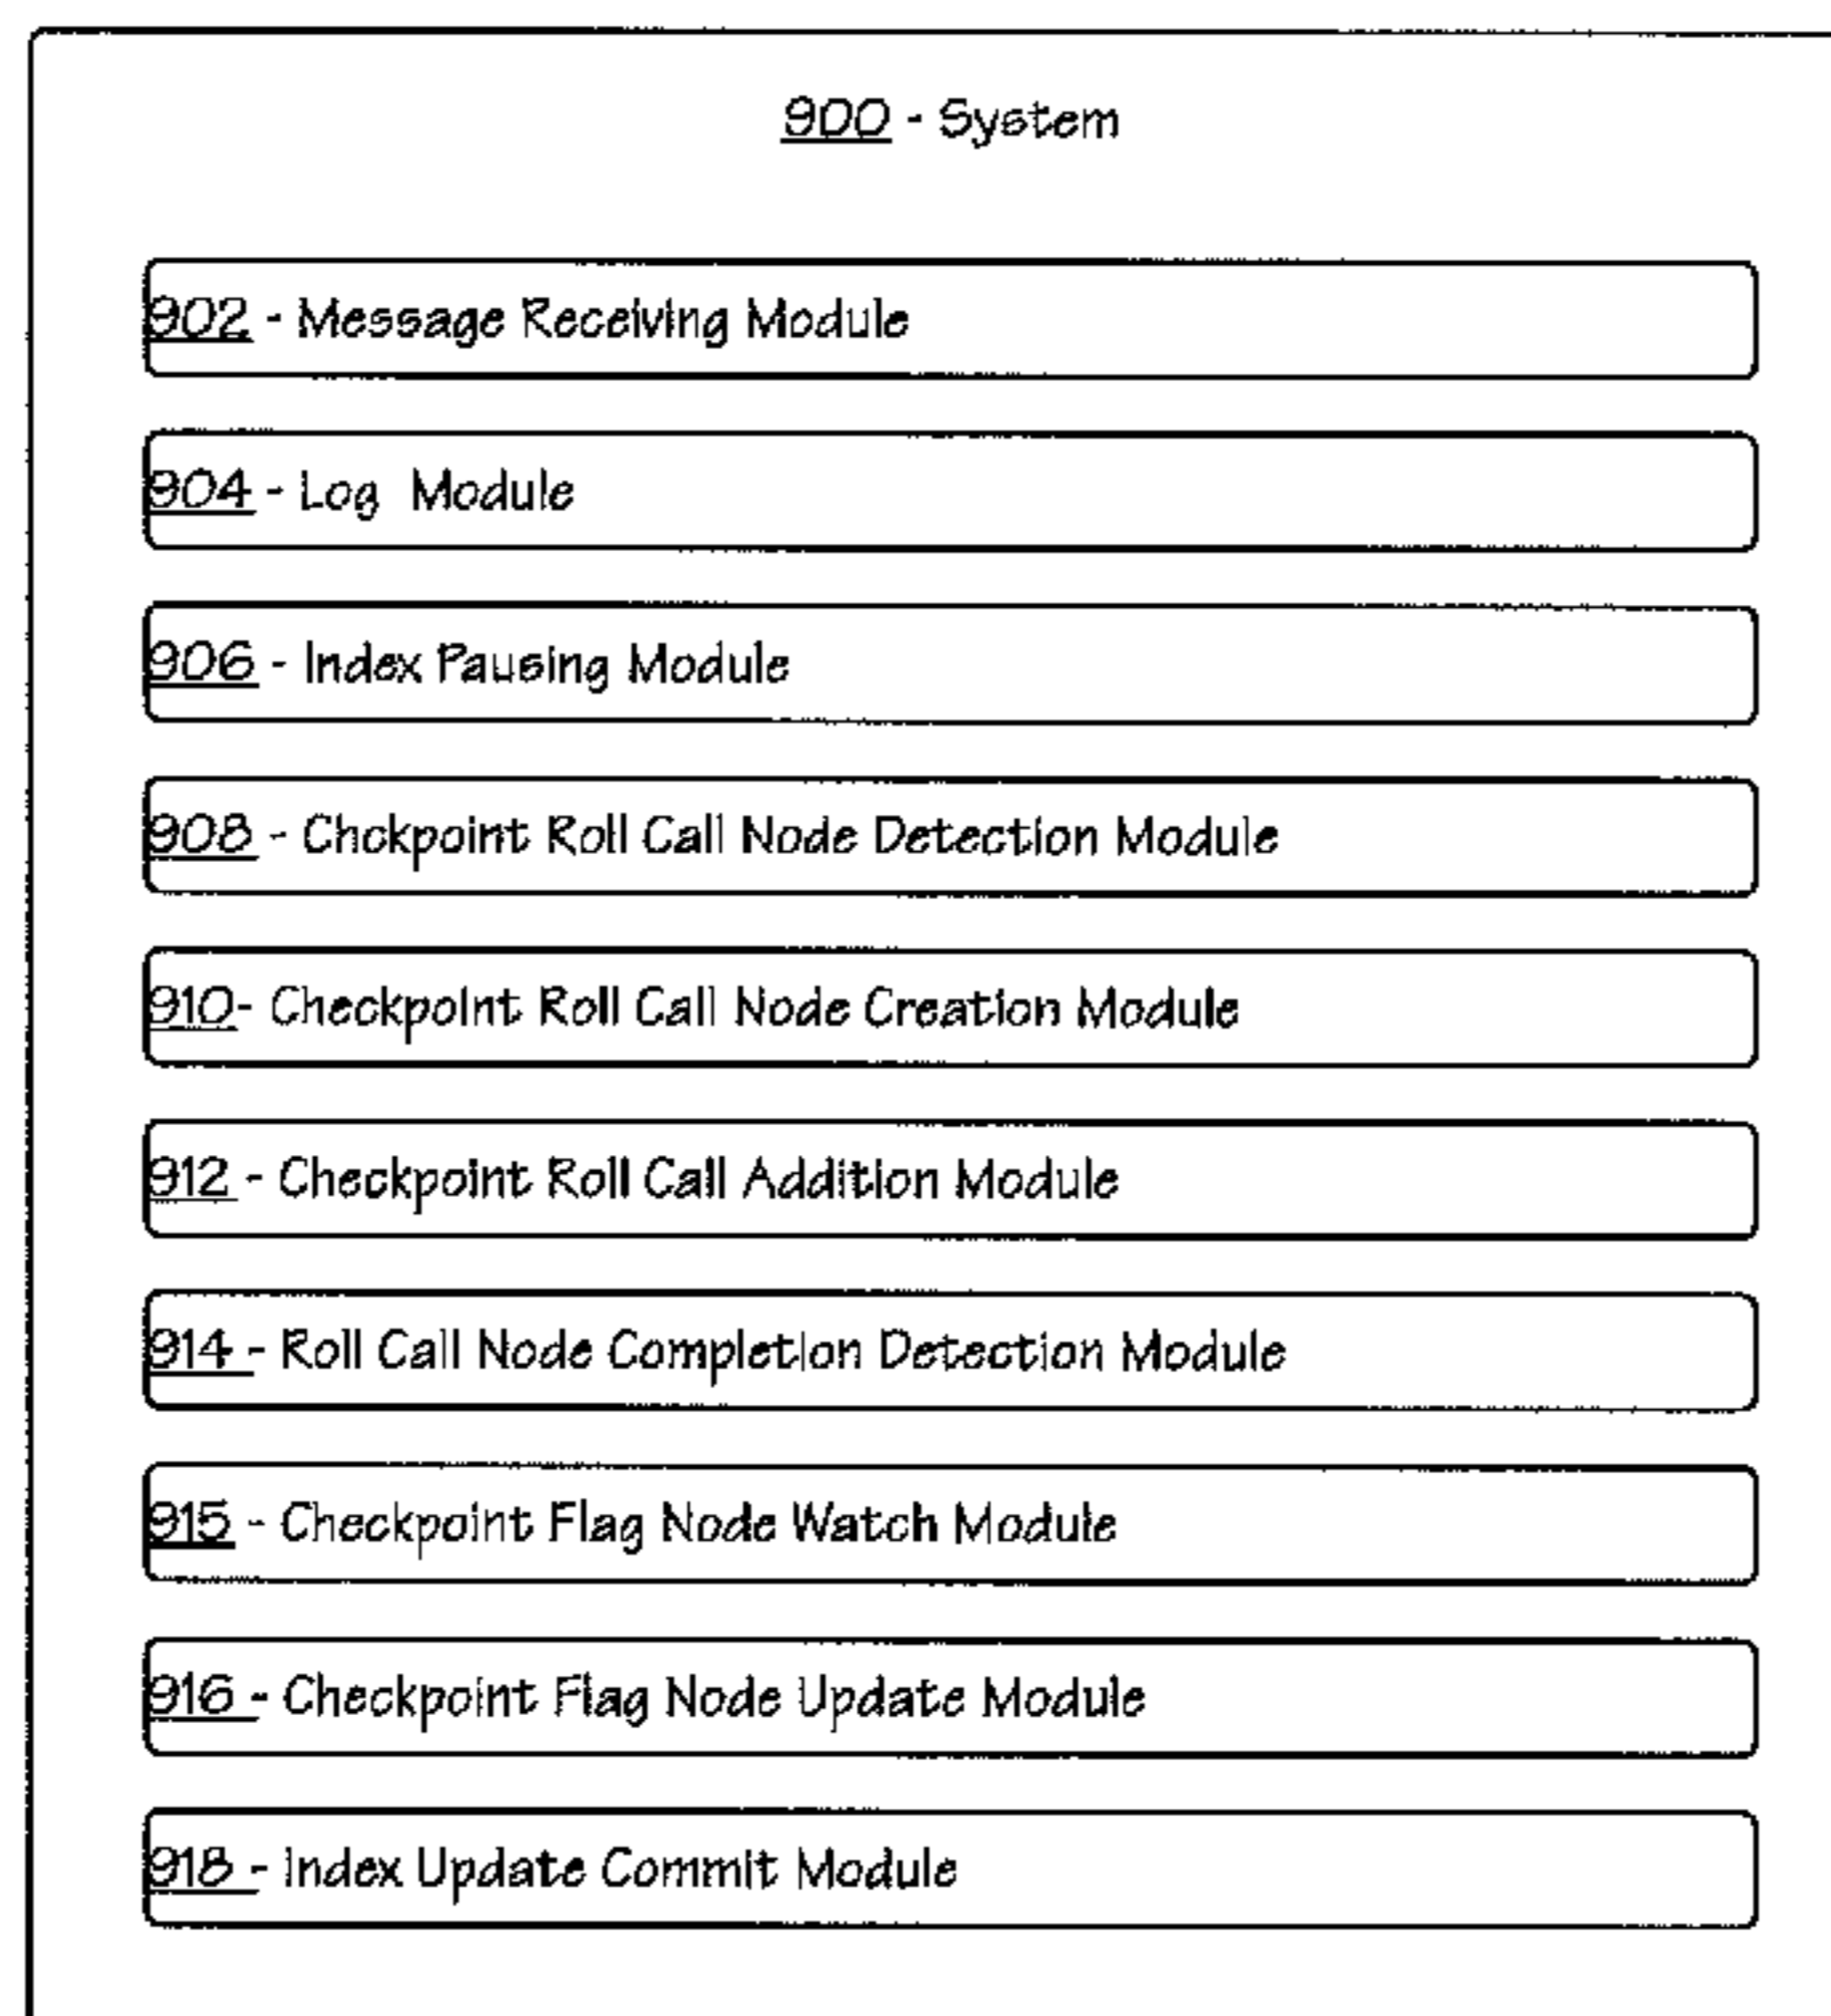 900 - System
902 - Message Receiving Module
904 - Log Module
906 - Index Pausing Module
908 - Chckpoint Roll Call Node Detection Module
910- Checkpoint Roll Call Node Creation Module
912 - Checkpoint Roll Call Addition Module
914 - Roll Call Node Completion Detection Module
915 - Checkpoint Flag Node Watch Module
916 - Checkpoint Flag Node Update Module
918 - Index Update Commit Module